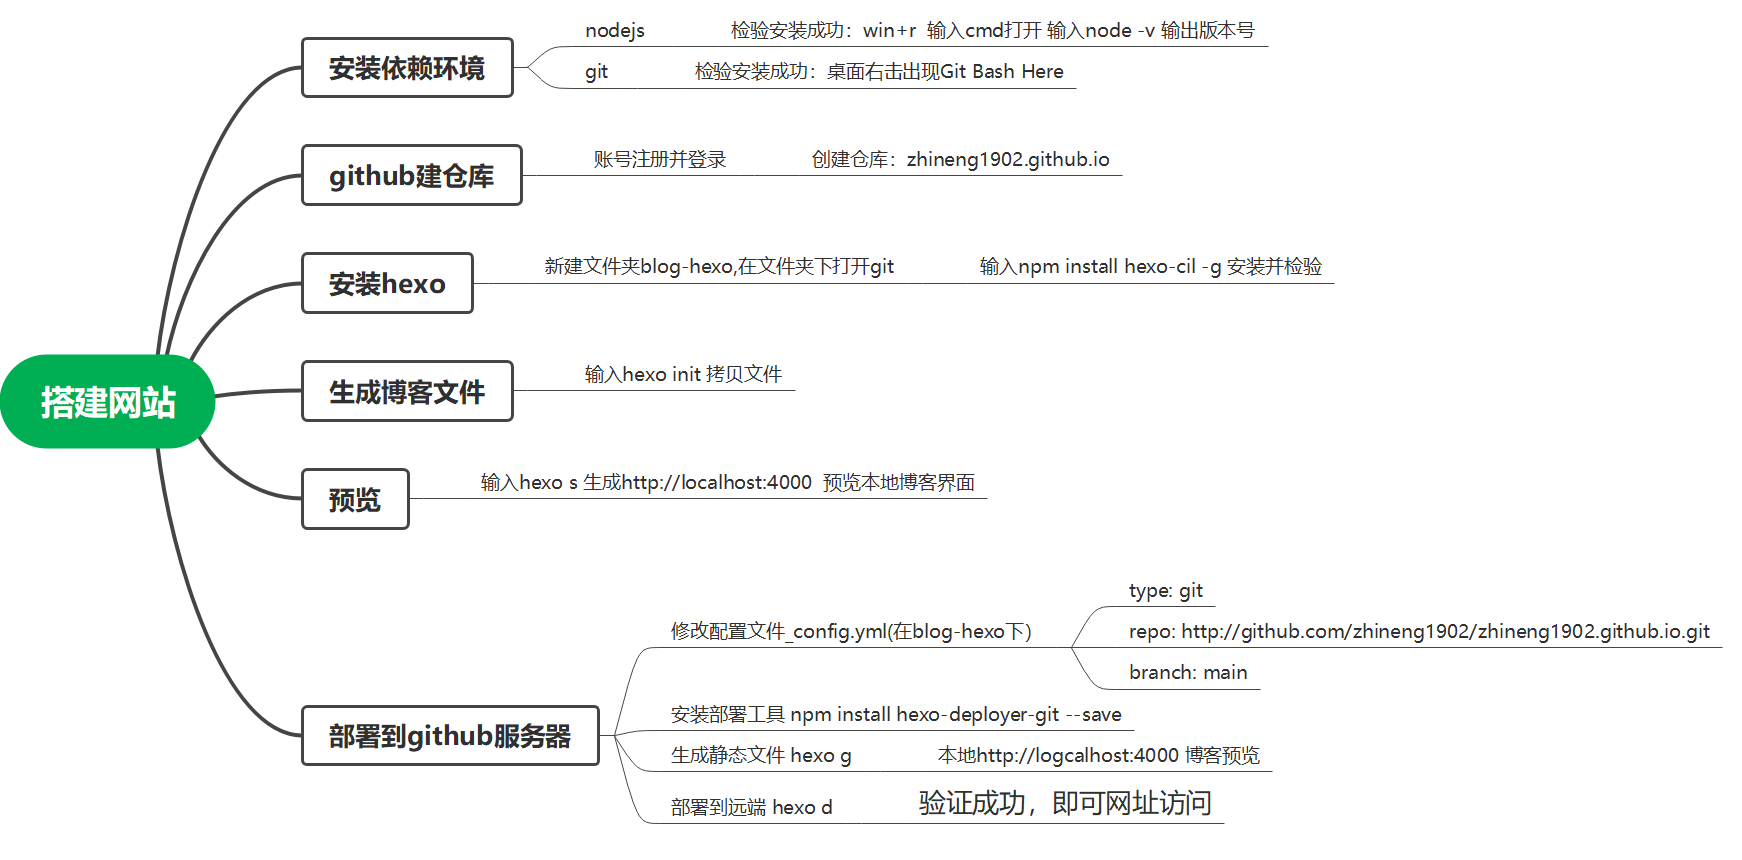 搭建网站
安装依赖环境
nodejs
检验安装成功：win+r  输入cmd打开 输入node -v 输出版本号
git
检验安装成功：桌面右击出现Git Bash Here
github建仓库
账号注册并登录
创建仓库：zhineng1902.github.io
安装hexo
新建文件夹blog-hexo,在文件夹下打开git
输入npm install hexo-cil -g 安装并检验
生成博客文件
输入hexo init 拷贝文件
预览
输入hexo s 生成http://localhost:4000  预览本地博客界面
部署到github服务器
修改配置文件_config.yml(在blog-hexo下）
type: git
repo: http://github.com/zhineng1902/zhineng1902.github.io.git
branch: main
安装部署工具 npm install hexo-deployer-git --save
生成静态文件 hexo g
本地http://logcalhost:4000 博客预览
部署到远端 hexo d
验证成功，即可网址访问